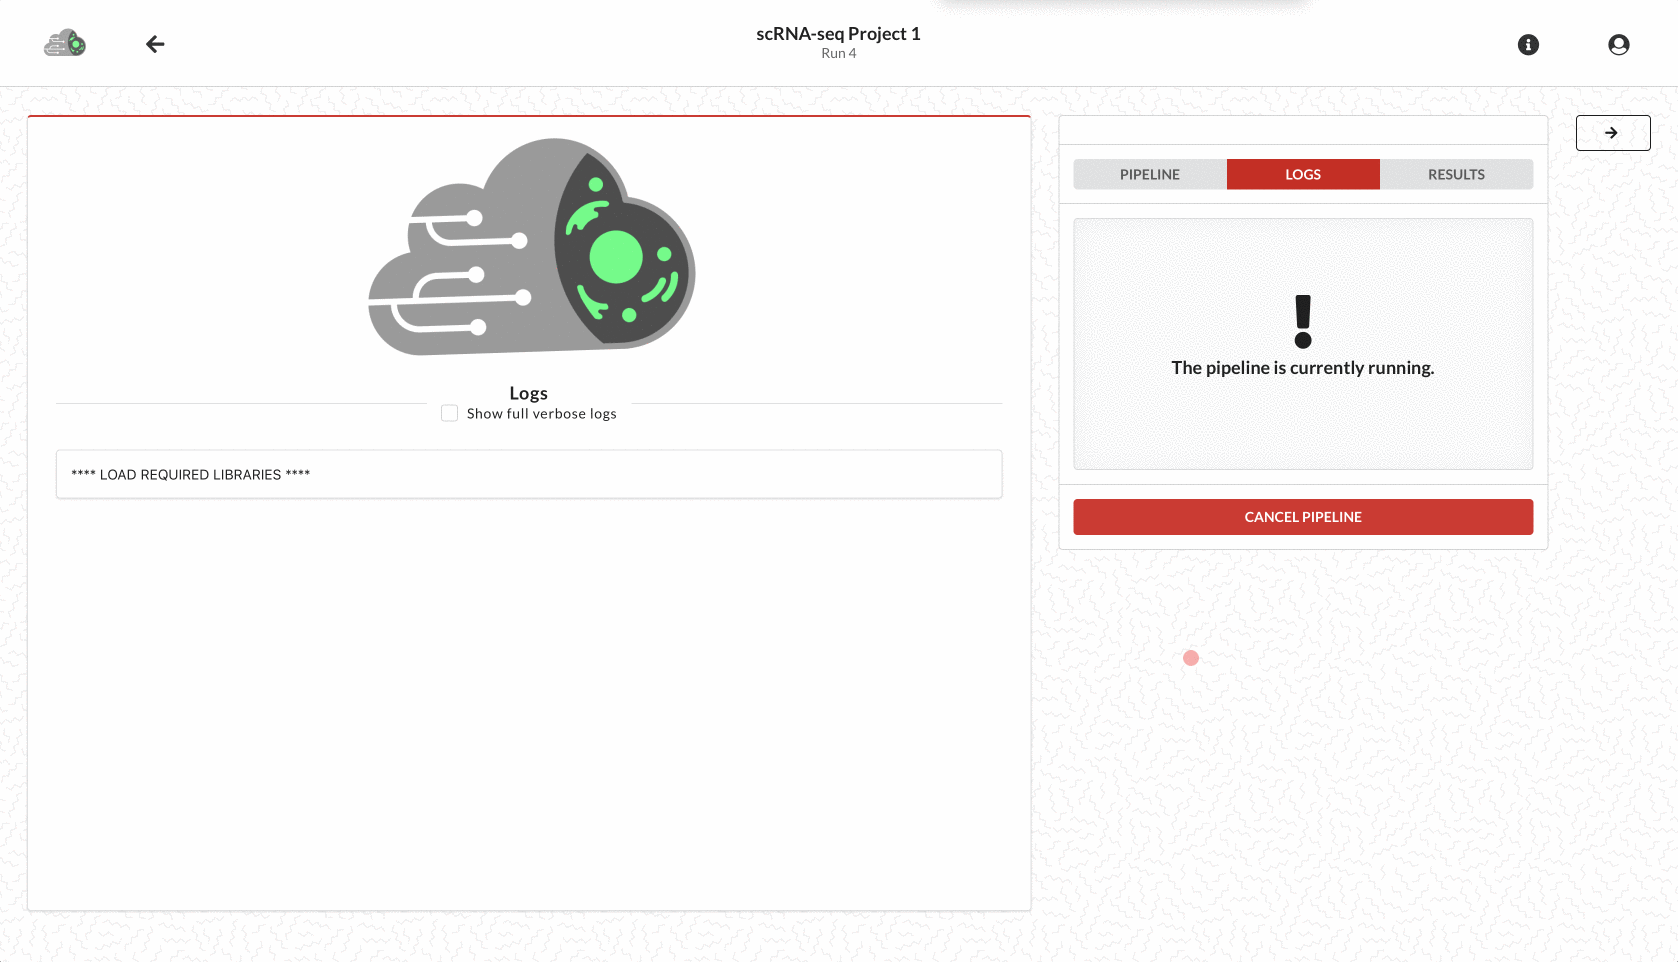 scRNA-seq Project 1
Run 4
PIPELINE
LOGS
RESULTS
The pipeline is currently running.
CANCEL PIPELINE
Logs
Show full verbose logs
**** LOAD REQUIRED LIBRARIES ****